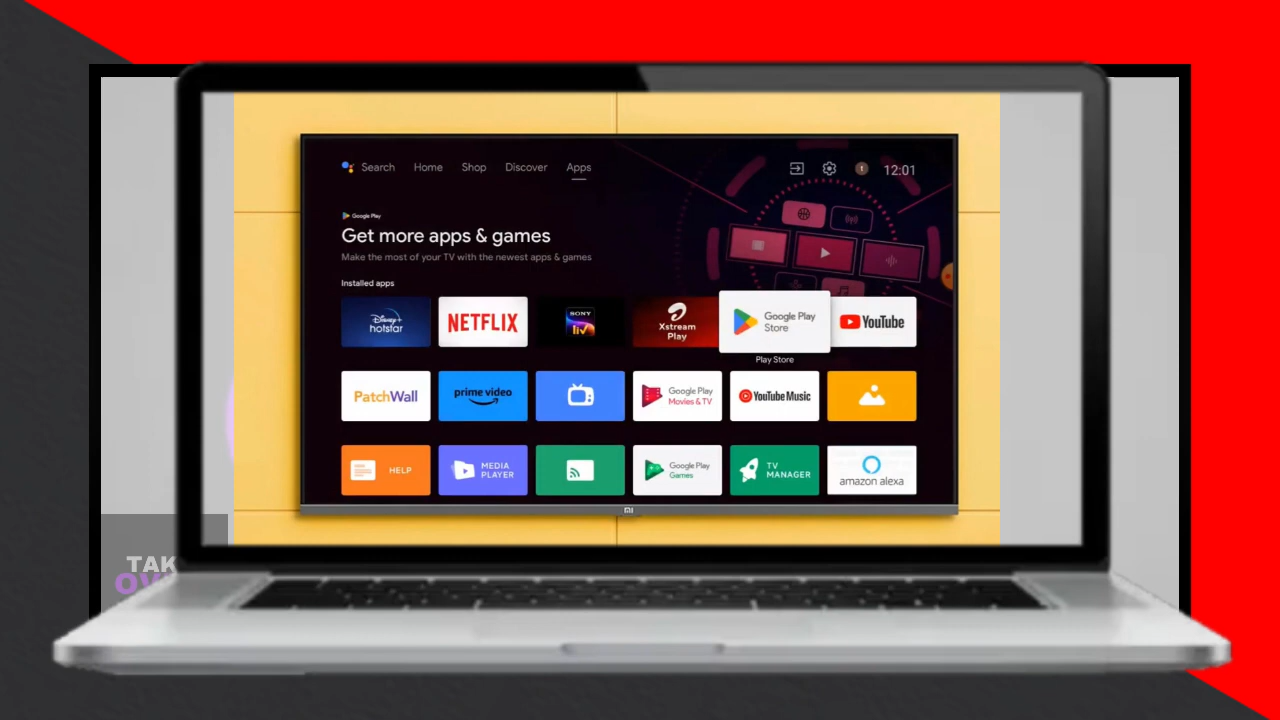 Search Home Shop Discover Apps 12:01
Google Play
Get more apps & games
Make the most of your TV with the newest apps & games
Installed apps
Disney+ hotstar
NETFLIX
SONY
liv
Xstream
Play
Google Play
Store
YouTube
Play Store
PatchWall
prime video
Google Play
Movies & TV
YouTube Music
HELP
MEDIA
PLAYER
Google Play
Games
TV
MANAGER
amazon alexa
mi
TAK
OV